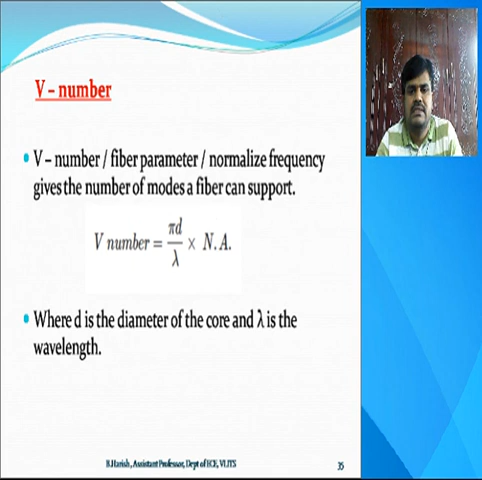 V – number
• V – number / fiber parameter / normalize frequency
gives the number of modes a fiber can support.
V number = πd/λ × N.A.
• Where d is the diameter of the core and λ is the
wavelength.
B.Harish, Assistant Professor, Dept of ECE, VLITS 35